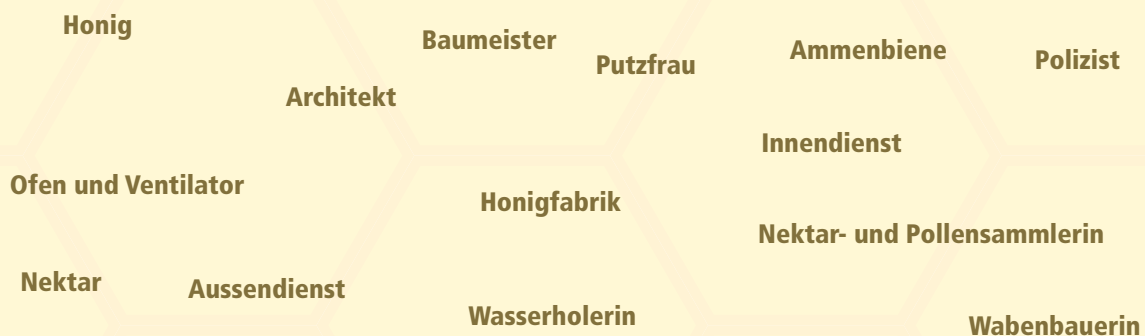 Honig
Baumeister
Putzfrau
Ammenbiene
Polizist
Architekt
Innendienst
Ofen und Ventilator
Honigfabrik
Nektar- und Pollensammlerin
Nektar
Aussendienst
Wasserholerin
Wabenbauerin